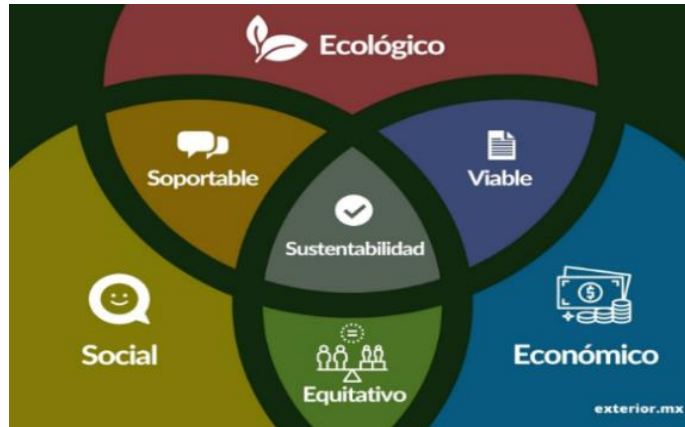 Ecológico
Soportable
Viable
Sustentabilidad
Social
Económico
Equitativo
exterior.mx